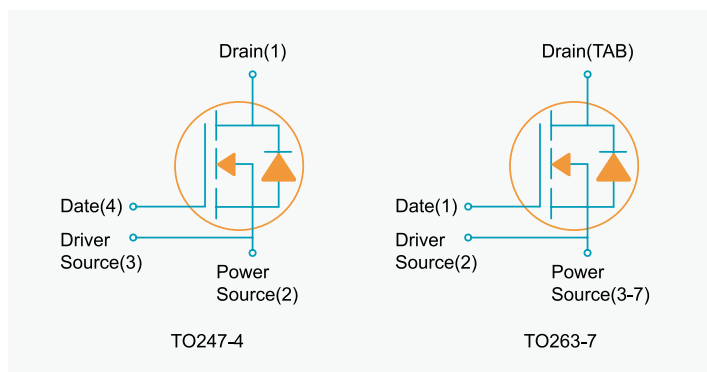 Drain(1)
Date(4)
Driver
Source(3)
Power
Source(2)
TO247-4
Drain(TAB)
Date(1)
Driver
Source(2)
Power
Source(3-7)
TO263-7